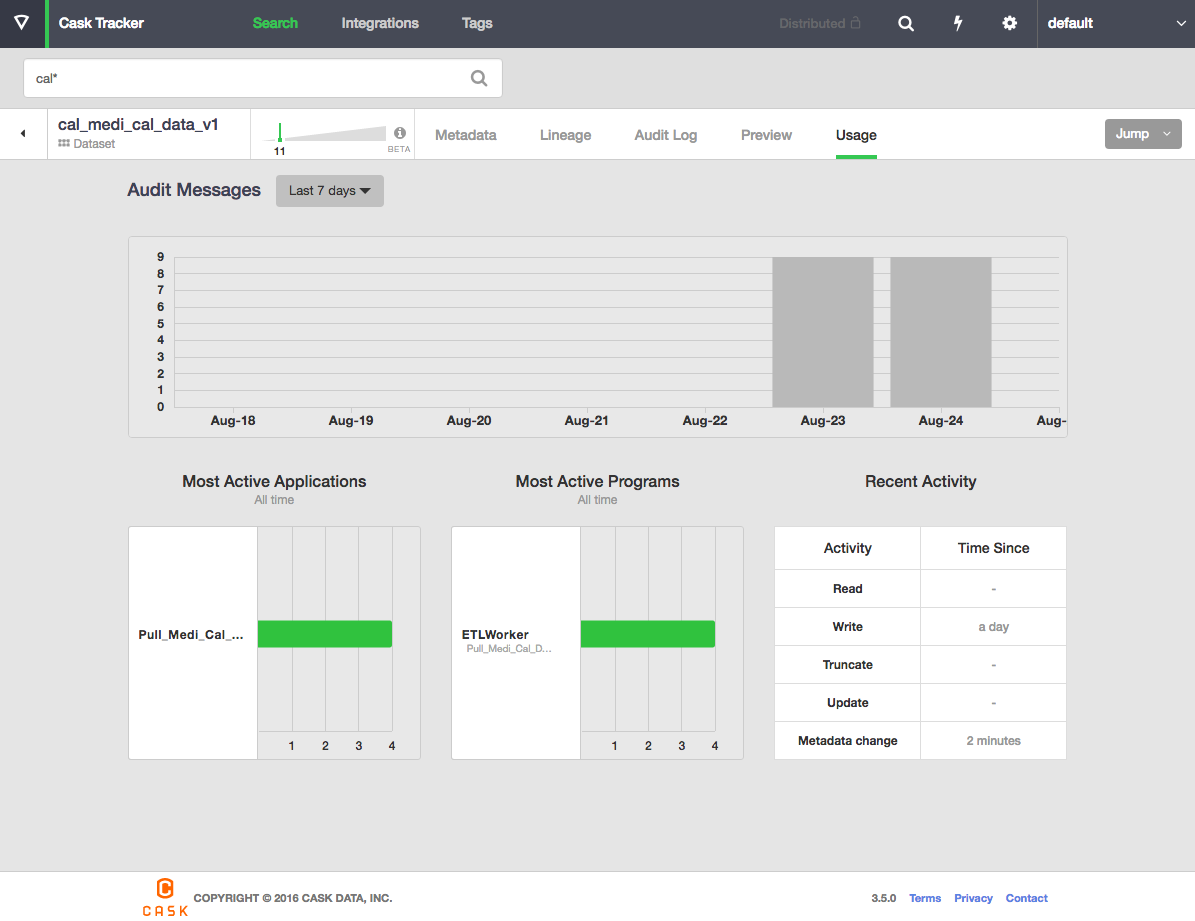 Cask Tracker Search Integrations Tags Distributed default
cal*
cal_medi_cal_data_v1
Dataset
11
BETA
Metadata Lineage Audit Log Preview Usage Jump
Audit Messages Last 7 days
9
8
7
6
5
4
3
2
1
0
Aug-18 Aug-19 Aug-20 Aug-21 Aug-22 Aug-23 Aug-24 Aug-
Most Active Applications
All time
Pull_Medi_Cal_...
1 2 3 4
Most Active Programs
All time
ETLWorker
Pull_Medi_Cal_D...
1 2 3 4
Recent Activity
Activity Time Since
Read -
Write a day
Truncate -
Update -
Metadata change 2 minutes
CASK
COPYRIGHT © 2016 CASK DATA, INC.
3.5.0 Terms Privacy Contact